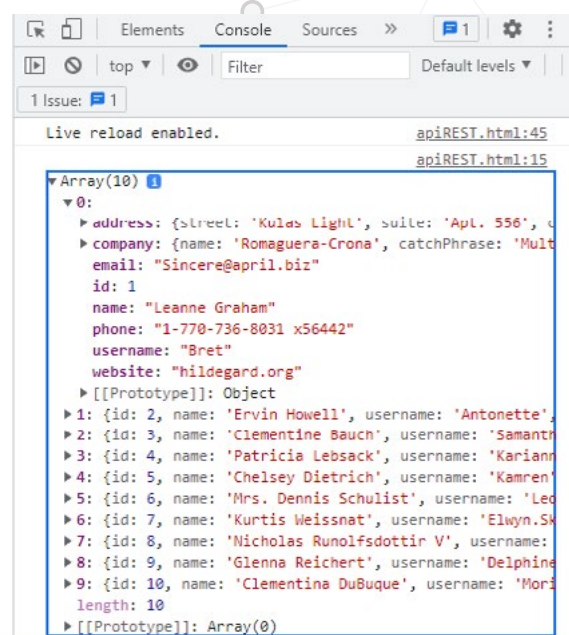 Elements Console Sources » 1
top ▼ Filter Default levels ▼
1 Issue: 1
Live reload enabled. apiREST.html:45
apiREST.html:15
▼Array(10) i
▼0:
▶address: {street: 'Kulas Light', suite: 'Apt. 556',
▶company: {name: 'Romaguera-Crona', catchPhrase: 'Mult
email: "Sincere@april.biz"
id: 1
name: "Leanne Graham"
phone: "1-770-736-8031 x56442"
username: "Bret"
website: "hildegard.org"
▶[[Prototype]]: Object
▶1: {id: 2, name: 'Ervin Howell', username: 'Antonette',
▶2: {id: 3, name: 'Clementine Bauch', username: 'Samanth
▶3: {id: 4, name: 'Patricia Lebsack', username: 'Kariann
▶4: {id: 5, name: 'Chelsey Dietrich', username: 'Kamren'
▶5: {id: 6, name: 'Mrs. Dennis Schulist', username: 'Leo
▶6: {id: 7, name: 'Kurtis Weissnat', username: 'Elwyn.Sk
▶7: {id: 8, name: 'Nicholas Runolfsdottir V', username:
▶8: {id: 9, name: 'Glenna Reichert', username: 'Delphine
▶9: {id: 10, name: 'Clementina DuBuque', username: 'Mori
length: 10
▶[[Prototype]]: Array(0)